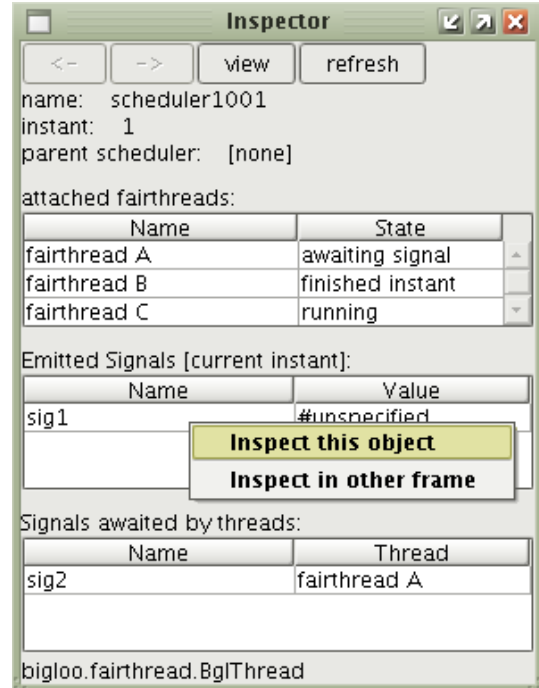 Inspector
<- -> view refresh
name: scheduler1001
instant: 1
parent scheduler: [none]
attached fairthreads:
Name State
fairthread A awaiting signal
fairthread B finished instant
fairthread C running
Emitted Signals [current instant]:
Name Value
sig1 #unspecified
Inspect this object
Inspect in other frame
Signals awaited by threads:
Name Thread
sig2 fairthread A
bigloo.fairthread.BglThread